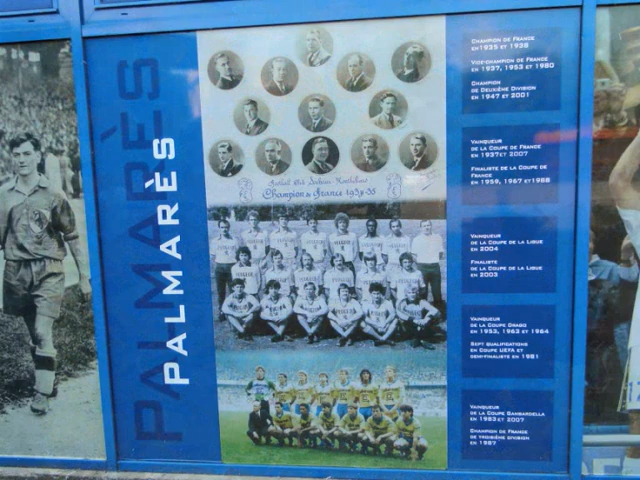 PALMARÈS
PALMARÈS
Football Club Sochaux-Montbéliard
Champion de France 1934-35
CHAMPION DE FRANCE
EN 1935 ET 1938
VICE-CHAMPION DE FRANCE
EN 1937, 1953 ET 1980
CHAMPION
DE DEUXIÈME DIVISION
EN 1947 ET 2001
VAINQUEUR
DE LA COUPE DE FRANCE
EN 1937 ET 2007
FINALISTE DE LA COUPE DE
FRANCE
EN 1959, 1967 ET 1988
VAINQUEUR
DE LA COUPE DE LA LIGUE
EN 2004
FINALISTE
DE LA COUPE DE LA LIGUE
EN 2003
VAINQUEUR
DE LA COUPE DRAGO
EN 1953, 1963 ET 1964
SEPT QUALIFICATIONS
EN COUPE UEFA ET
DEMI-FINALISTE EN 1981
VAINQUEUR
DE LA COUPE GAMBARDELLA
EN 1983 ET 2007
CHAMPION DE FRANCE
DE TROISIÈME DIVISION
EN 1987